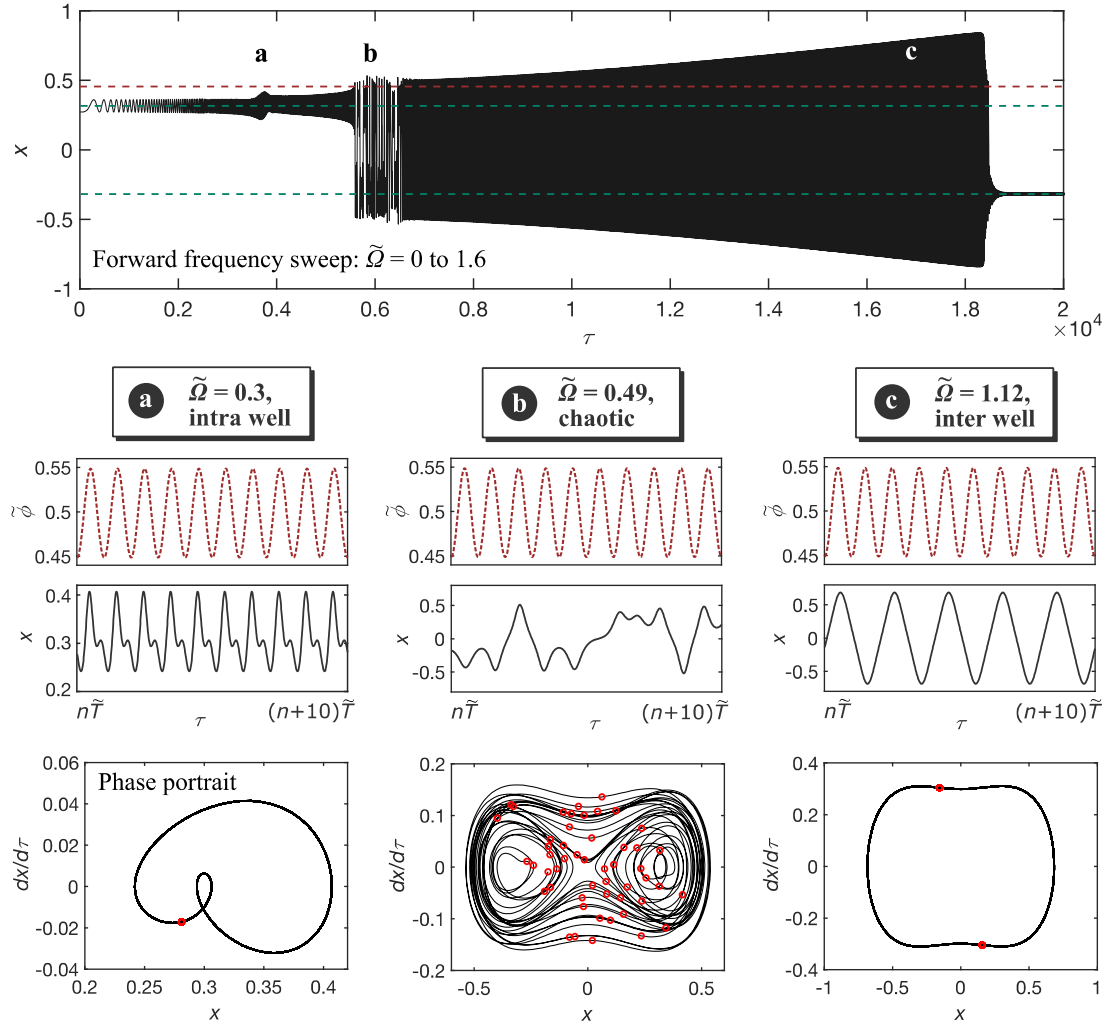 1
0.5
0
-0.5
-1
x
a
b
c
Forward frequency sweep: Ω̃ = 0 to 1.6
0 0.2 0.4 0.6 0.8 1 1.2 1.4 1.6 1.8 2
τ
×10⁴
a Ω̃ = 0.3,
intra well
b Ω̃ = 0.49,
chaotic
c Ω̃ = 1.12,
inter well
0.55
0.5
0.45
ϕ̃
0.55
0.5
0.45
ϕ̃
0.55
0.5
0.45
ϕ̃
0.4
0.3
0.2
x
nT̃ τ (n+10)T̃
0.5
0
-0.5
x
nT̃ τ (n+10)T̃
0.5
0
-0.5
x
nT̃ τ (n+10)T̃
Phase portrait
0.06
0.04
0.02
0
-0.02
-0.04
dx/dτ
0.2 0.25 0.3 0.35 0.4
x
0.2
0.1
0
-0.1
-0.2
dx/dτ
-0.5 0 0.5
x
0.4
0.2
0
-0.2
-0.4
dx/dτ
-1 -0.5 0 0.5 1
x